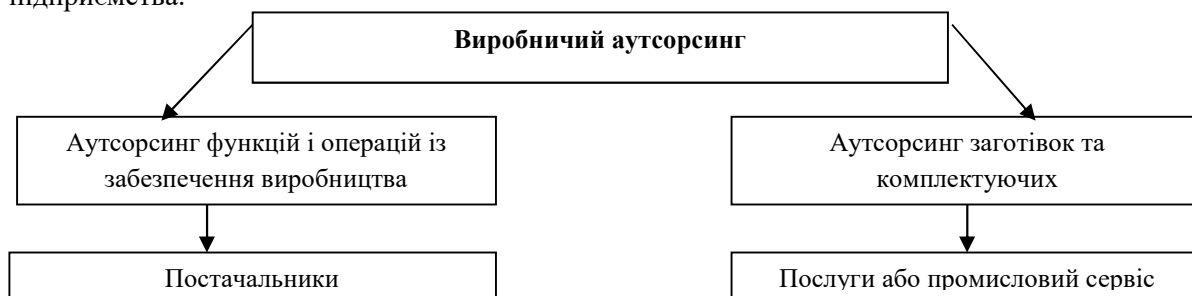 підприємства.
Виробничий аутсорсинг
Аутсорсинг функцій і операцій із
забезпечення виробництва
Аутсорсинг заготівок та
комплектуючих
Постачальники
Послуги або промисловий сервіс